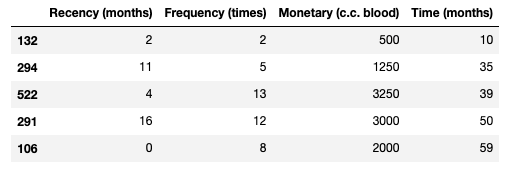 Recency (months) Frequency (times) Monetary (c.c. blood) Time (months)
132 2 2 500 10
294 11 5 1250 35
522 4 13 3250 39
291 16 12 3000 50
106 0 8 2000 59